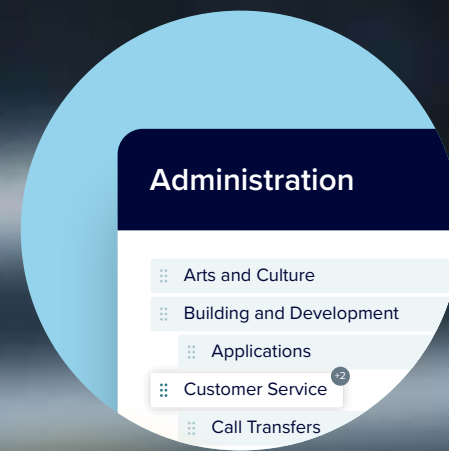 Administration
Arts and Culture
Building and Development
Applications
+2
Customer Service
Call Transfers